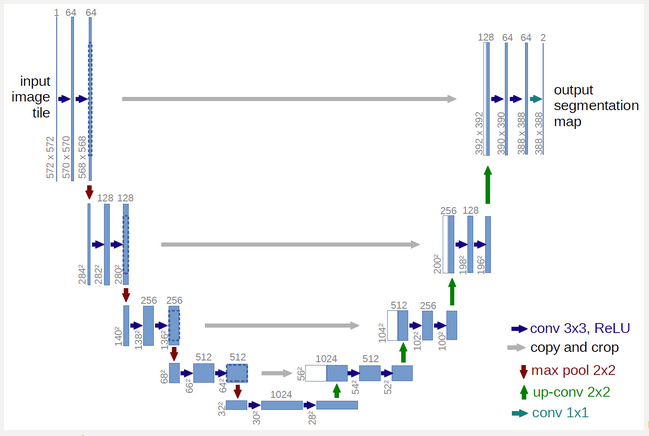 1 64 64
128 64 64 2
input
image
tile
output
segmentation
map
572 x 572
570 x 570
568 x 568
392 x 392
390 x 390
388 x 388
388 x 388
128 128
256 128
284²
282²
280²
200²
198²
196²
256 256
512 256
140²
138²
136²
104²
102²
100²
512 512
1024 512
68²
66²
64²
56²
54²
52²
1024
32²
30²
28²
conv 3x3, ReLU
copy and crop
max pool 2x2
up-conv 2x2
conv 1x1